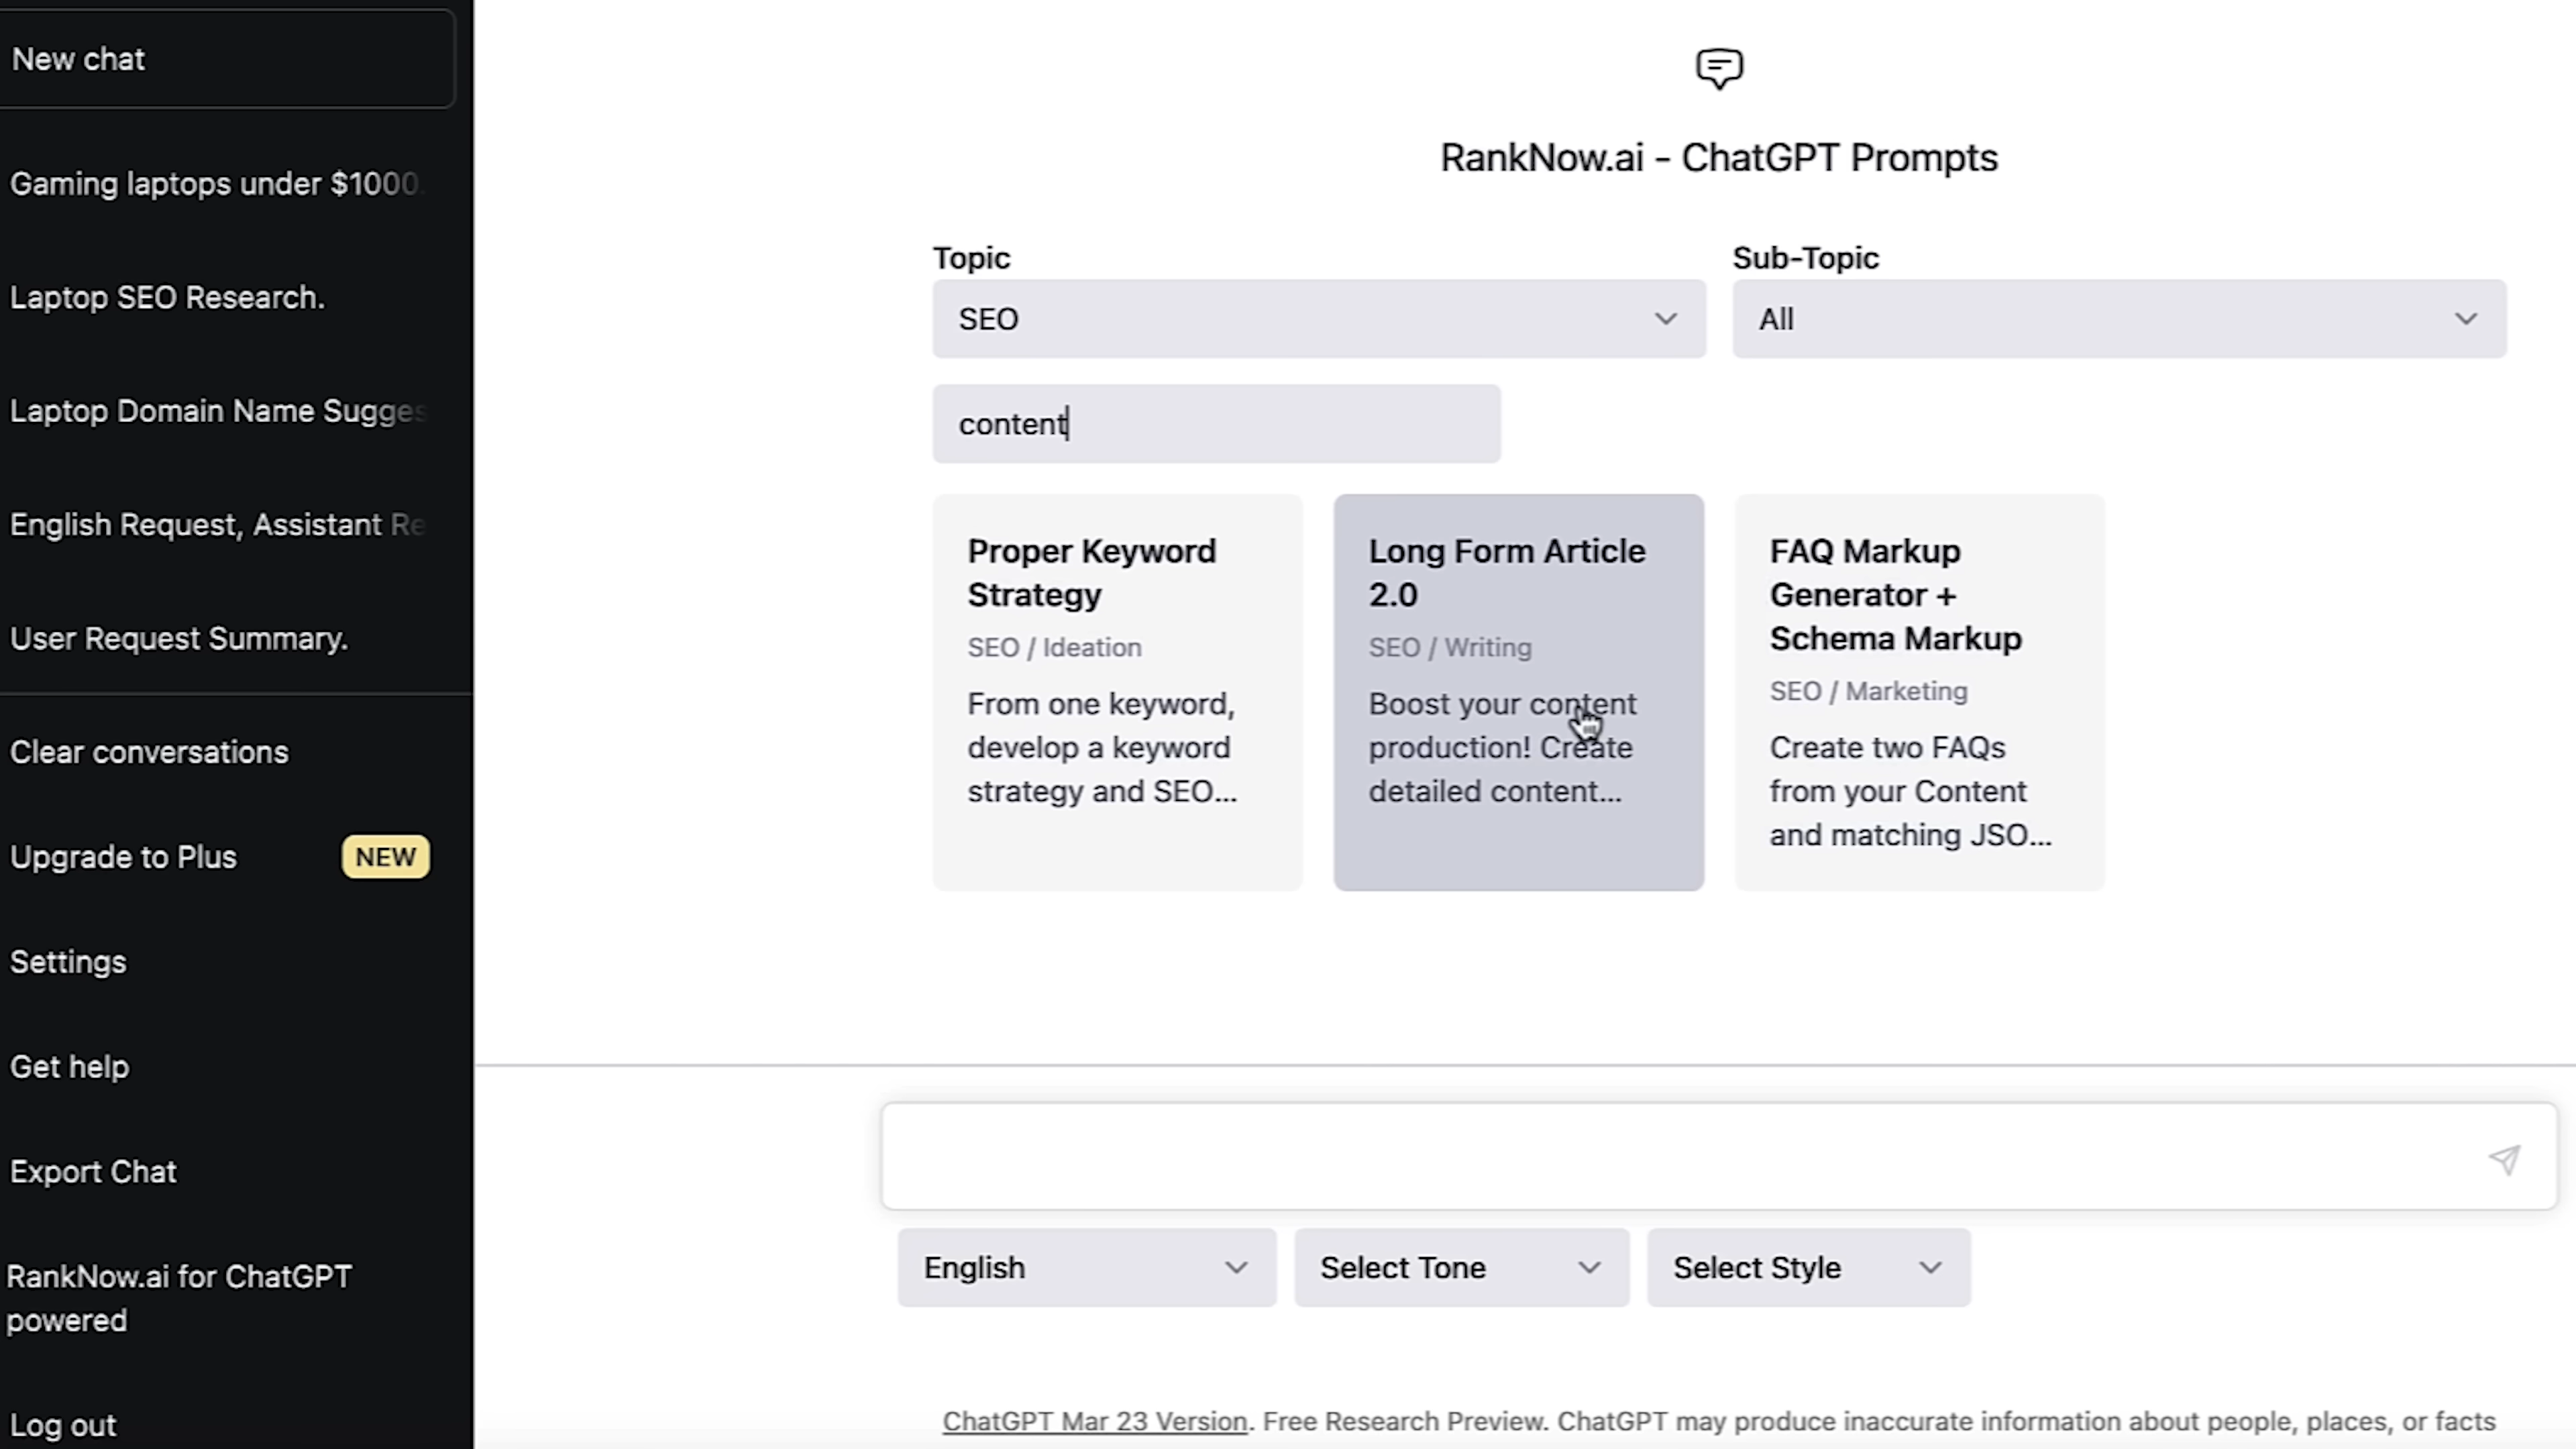 New chat
Gaming laptops under $1000.
Laptop SEO Research.
Laptop Domain Name Sugges
English Request, Assistant Re
User Request Summary.
Clear conversations
Upgrade to Plus NEW
Settings
Get help
Export Chat
RankNow.ai for ChatGPT
powered
Log out
RankNow.ai - ChatGPT Prompts
Topic
SEO
Sub-Topic
All
content
Proper Keyword
Strategy
SEO / Ideation
From one keyword,
develop a keyword
strategy and SEO...
Long Form Article
2.0
SEO / Writing
Boost your content
production! Create
detailed content...
FAQ Markup
Generator +
Schema Markup
SEO / Marketing
Create two FAQs
from your Content
and matching JSO...
English
Select Tone
Select Style
ChatGPT Mar 23 Version. Free Research Preview. ChatGPT may produce inaccurate information about people, places, or facts